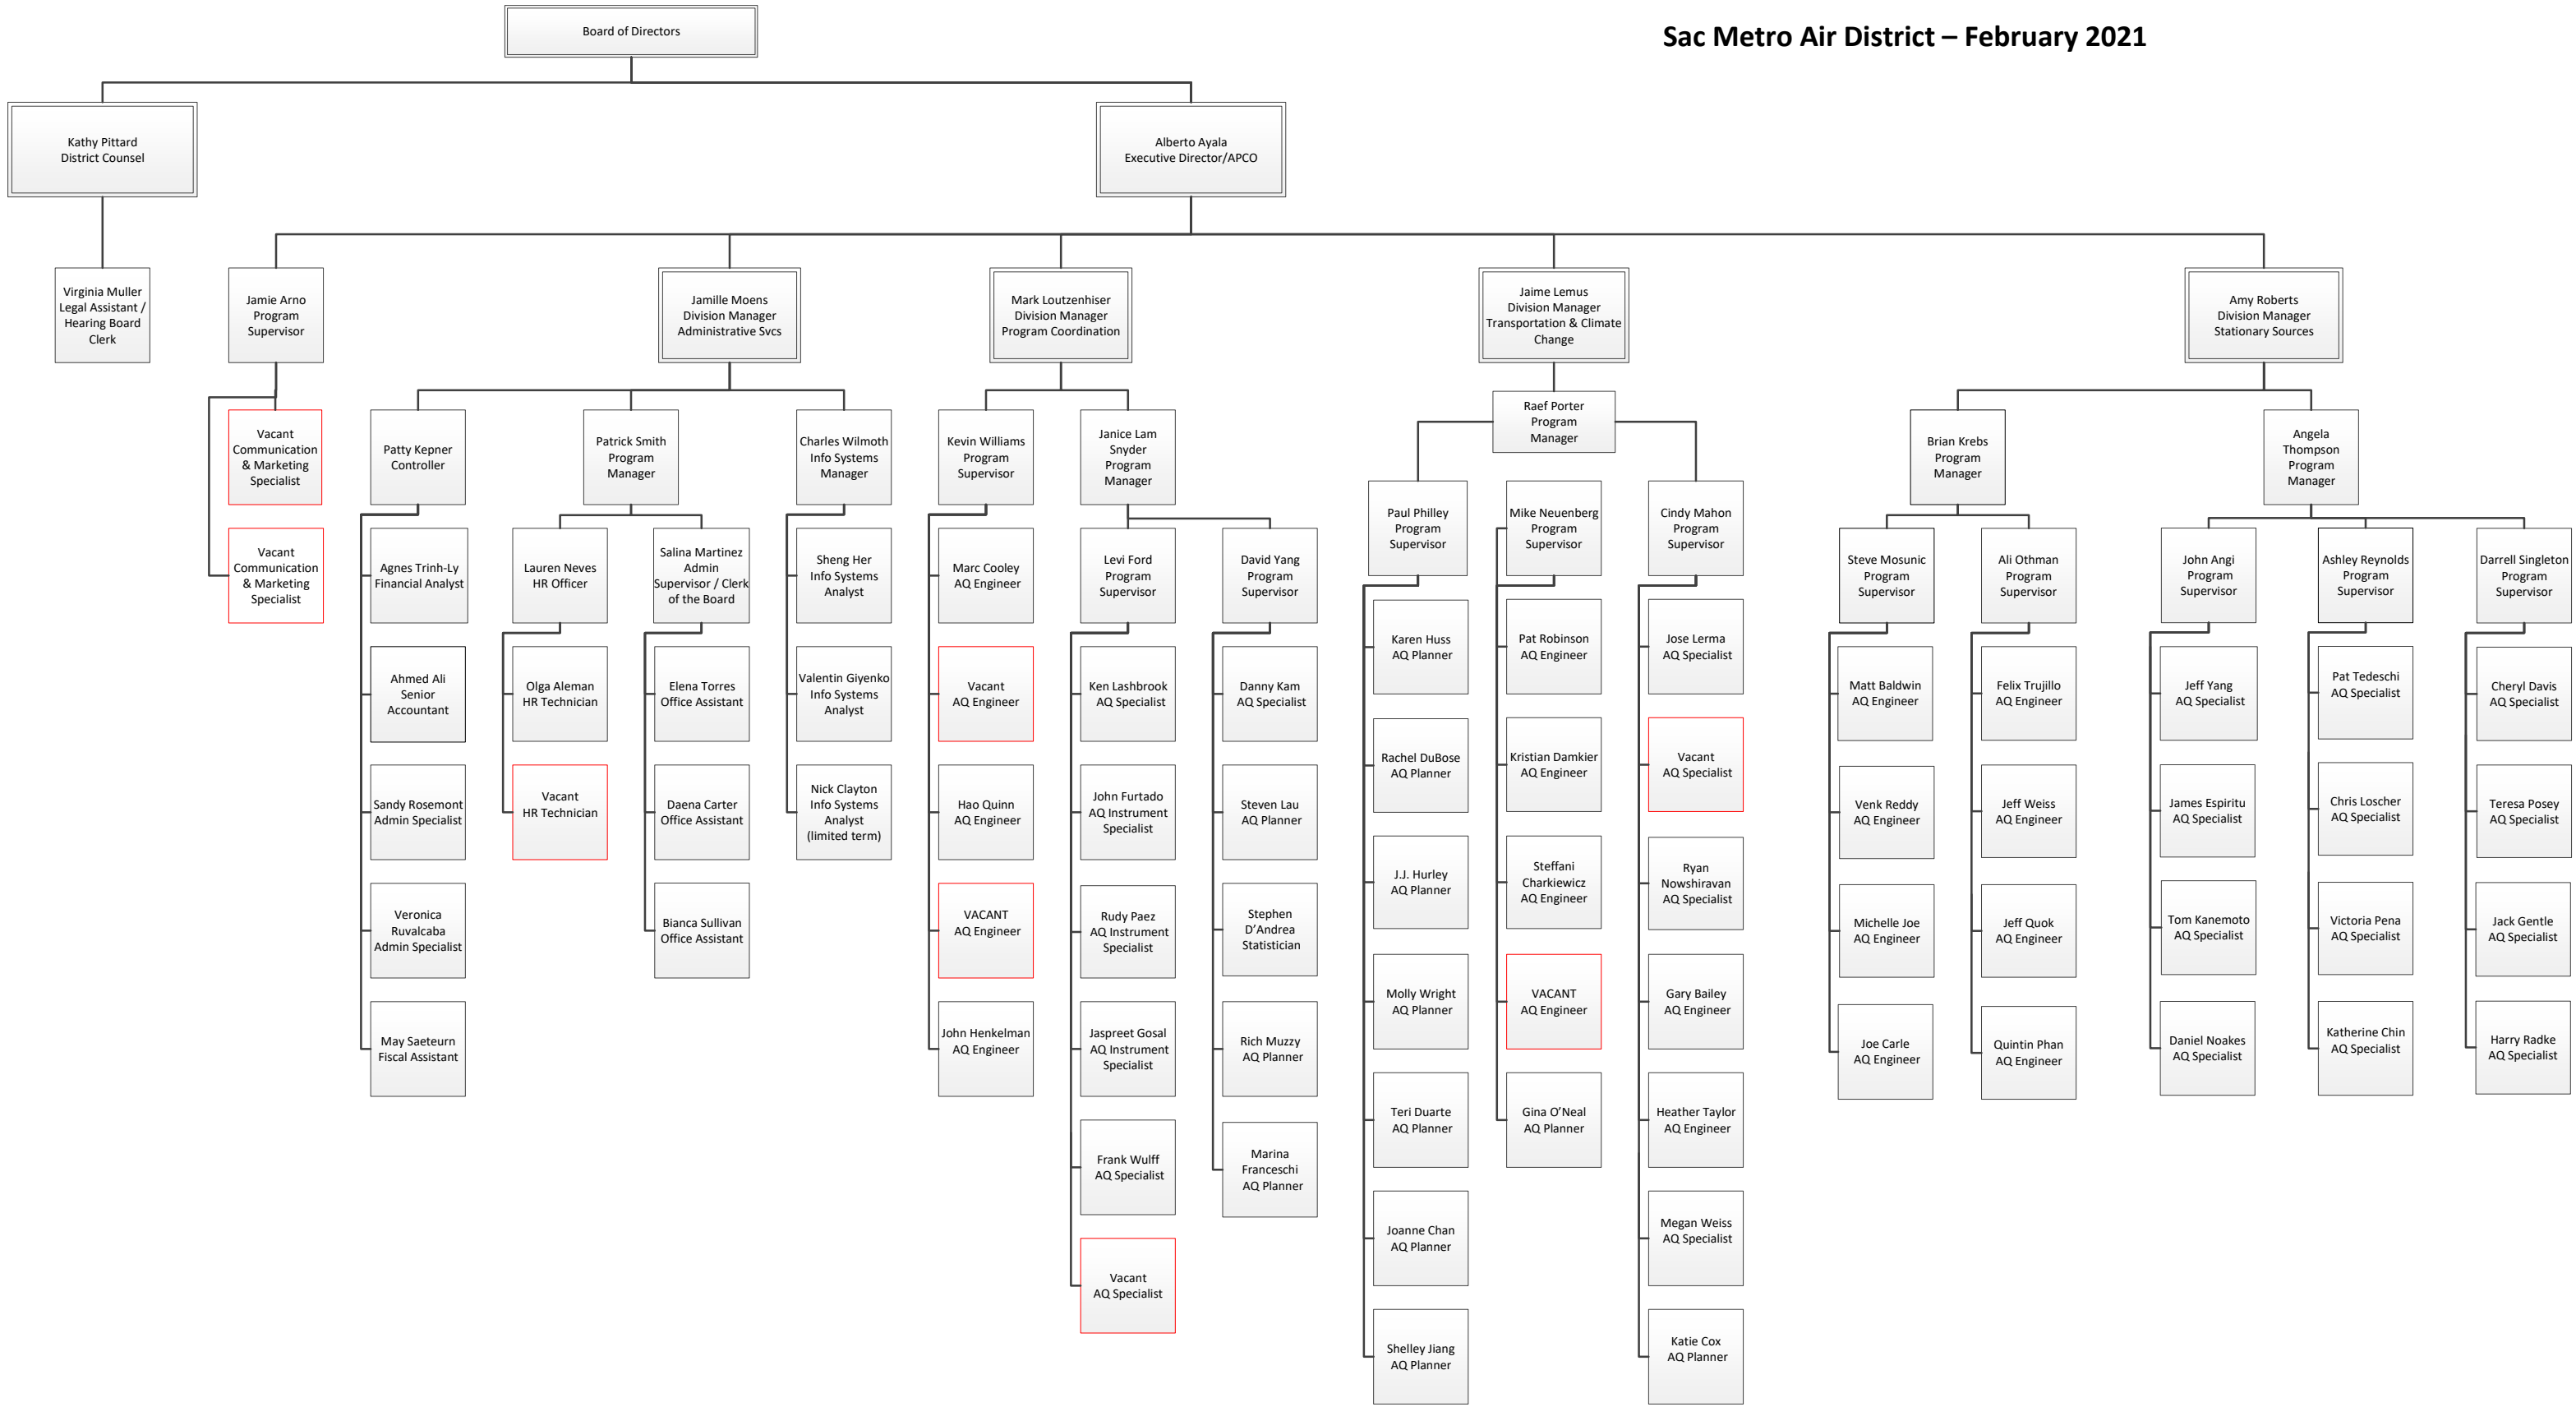 Sac Metro Air District – February 2021
Board of Directors
Kathy Pittard
District Counsel
Alberto Ayala
Executive Director/APCO
Virginia Muller
Legal Assistant /
Hearing Board
Clerk
Jamie Arno
Program
Supervisor
Jamille Moens
Division Manager
Administrative Svcs
Mark Loutzenhiser
Division Manager
Program Coordination
Jaime Lemus
Division Manager
Transportation & Climate
Change
Amy Roberts
Division Manager
Stationary Sources
Vacant
Communication
& Marketing
Specialist
Vacant
Communication
& Marketing
Specialist
Patty Kepner
Controller
Agnes Trinh-Ly
Financial Analyst
Ahmed Ali
Senior
Accountant
Sandy Rosemont
Admin Specialist
Veronica
Ruvalcaba
Admin Specialist
May Saeteurn
Fiscal Assistant
Patrick Smith
Program
Manager
Lauren Neves
HR Officer
Olga Aleman
HR Technician
Vacant
HR Technician
Salina Martinez
Admin
Supervisor / Clerk
of the Board
Elena Torres
Office Assistant
Daena Carter
Office Assistant
Bianca Sullivan
Office Assistant
Charles Wilmoth
Info Systems
Manager
Sheng Her
Info Systems
Analyst
Valentin Giyenko
Info Systems
Analyst
Nick Clayton
Info Systems
Analyst
(limited term)
Kevin Williams
Program
Supervisor
Marc Cooley
AQ Engineer
Vacant
AQ Engineer
Hao Quinn
AQ Engineer
VACANT
AQ Engineer
John Henkelman
AQ Engineer
Janice Lam
Snyder
Program
Manager
Levi Ford
Program
Supervisor
Ken Lashbrook
AQ Specialist
John Furtado
AQ Instrument
Specialist
Rudy Paez
AQ Instrument
Specialist
Jaspreet Gosal
AQ Instrument
Specialist
Frank Wulff
AQ Specialist
Vacant
AQ Specialist
David Yang
Program
Supervisor
Danny Kam
AQ Specialist
Steven Lau
AQ Planner
Stephen
D’Andrea
Statistician
Rich Muzzy
AQ Planner
Marina
Franceschi
AQ Planner
Raef Porter
Program
Manager
Paul Philley
Program
Supervisor
Karen Huss
AQ Planner
Rachel DuBose
AQ Planner
J.J. Hurley
AQ Planner
Molly Wright
AQ Planner
Teri Duarte
AQ Planner
Joanne Chan
AQ Planner
Shelley Jiang
AQ Planner
Mike Neuenberg
Program
Supervisor
Pat Robinson
AQ Engineer
Kristian Damkier
AQ Engineer
Steffani
Charkiewicz
AQ Engineer
VACANT
AQ Engineer
Gina O’Neal
AQ Planner
Cindy Mahon
Program
Supervisor
Jose Lerma
AQ Specialist
Vacant
AQ Specialist
Ryan
Nowshiravan
AQ Specialist
Gary Bailey
AQ Engineer
Heather Taylor
AQ Engineer
Megan Weiss
AQ Specialist
Katie Cox
AQ Planner
Brian Krebs
Program
Manager
Steve Mosunic
Program
Supervisor
Matt Baldwin
AQ Engineer
Venk Reddy
AQ Engineer
Michelle Joe
AQ Engineer
Joe Carle
AQ Engineer
Ali Othman
Program
Supervisor
Felix Trujillo
AQ Engineer
Jeff Weiss
AQ Engineer
Jeff Quok
AQ Engineer
Quintin Phan
AQ Engineer
Angela
Thompson
Program
Manager
John Angi
Program
Supervisor
Jeff Yang
AQ Specialist
James Espiritu
AQ Specialist
Tom Kanemoto
AQ Specialist
Daniel Noakes
AQ Specialist
Ashley Reynolds
Program
Supervisor
Pat Tedeschi
AQ Specialist
Chris Loscher
AQ Specialist
Victoria Pena
AQ Specialist
Katherine Chin
AQ Specialist
Darrell Singleton
Program
Supervisor
Cheryl Davis
AQ Specialist
Teresa Posey
AQ Specialist
Jack Gentle
AQ Specialist
Harry Radke
AQ Specialist